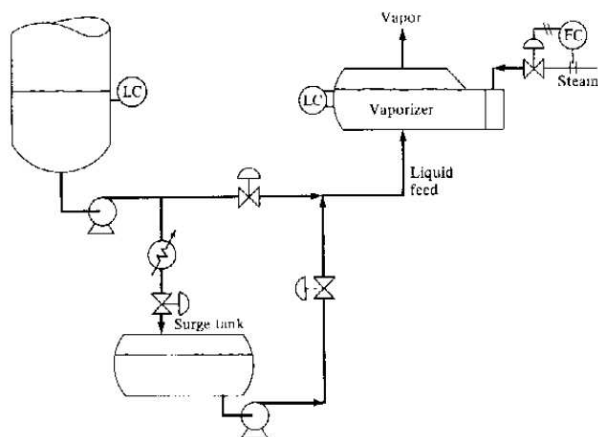 Vapor
FC
Steam
LC
LC
Vaporizer
Liquid
feed
Surge tank